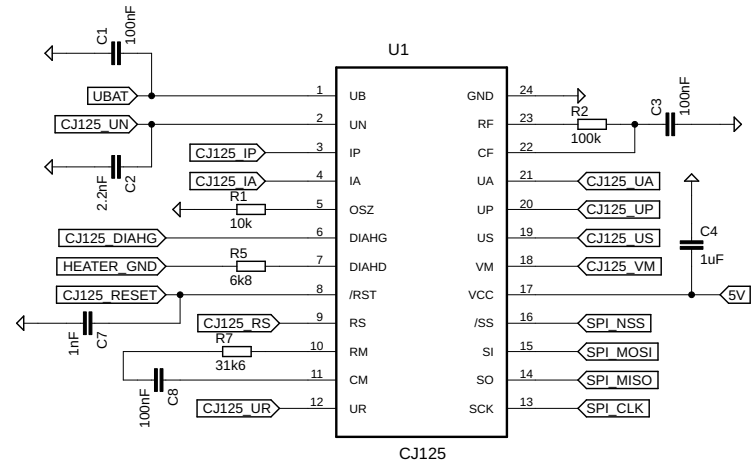 C1
100nF
U1
UBAT
1
UB
GND
24
CJ125_UN
2
UN
RF
23
R2
100k
C3
100nF
2.2nF
C2
CJ125_IP
3
IP
CF
22
CJ125_IA
4
IA
UA
21
CJ125_UA
R1
10k
5
OSZ
UP
20
CJ125_UP
CJ125_DIAHG
6
DIAHG
US
19
CJ125_US
C4
1uF
HEATER_GND
R5
6k8
7
DIAHD
VM
18
CJ125_VM
CJ125_RESET
8
/RST
VCC
17
5V
1nF
C7
CJ125_RS
9
RS
/SS
16
SPI_NSS
R7
31k6
10
RM
SI
15
SPI_MOSI
100nF
C8
11
CM
SO
14
SPI_MISO
CJ125_UR
12
UR
SCK
13
SPI_CLK
CJ125